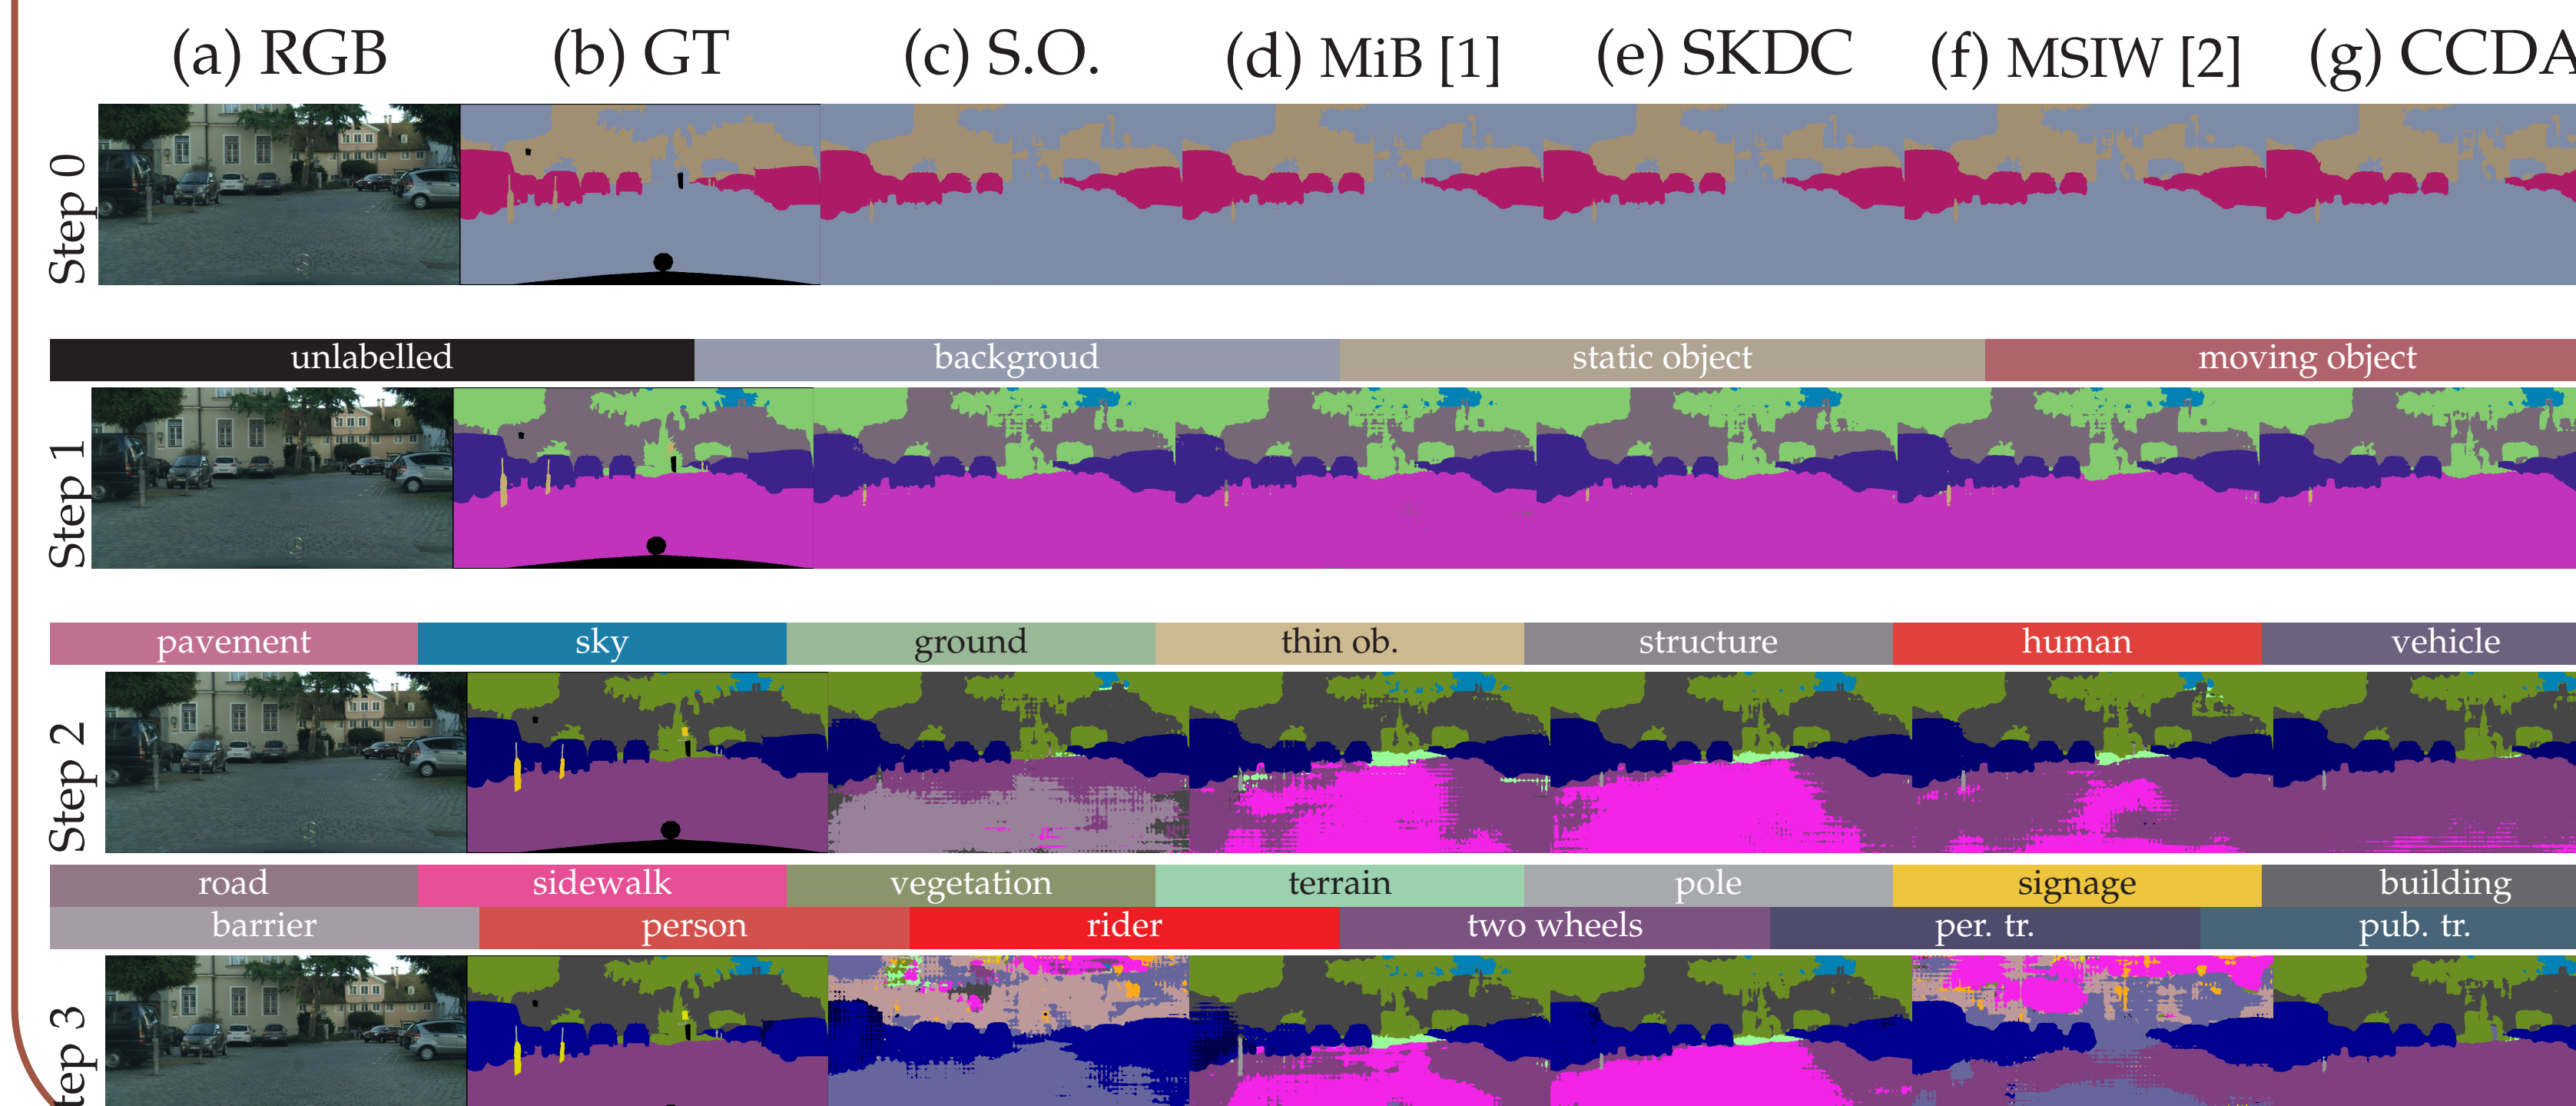 (a) RGB (b) GT (c) S.O. (d) MiB [1] (e) SKDC (f) MSIW [2] (g) CCDA
Step 0
unlabelled backgroud static object moving object
Step 1
pavement sky ground thin ob. structure human vehicle
Step 2
road sidewalk vegetation terrain pole signage building
barrier person rider two wheels per. tr. pub. tr.
tep 3